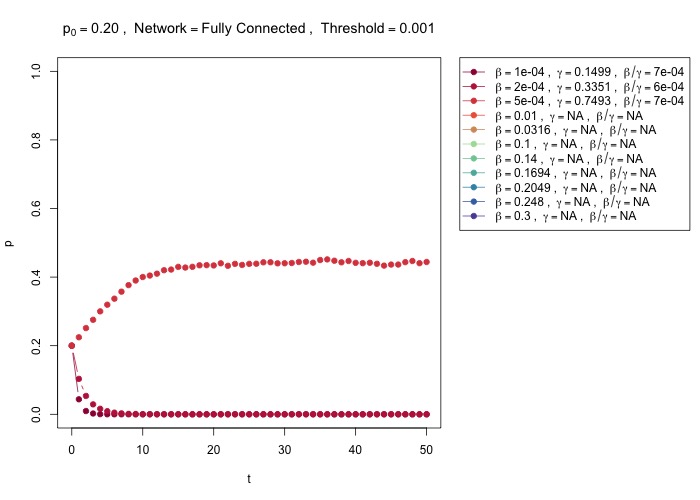 p0 = 0.20 , Network = Fully Connected , Threshold = 0.001
β = 1e-04 , γ = 0.1499 , β/γ = 7e-04
β = 2e-04 , γ = 0.3351 , β/γ = 6e-04
β = 5e-04 , γ = 0.7493 , β/γ = 7e-04
β = 0.01 , γ = NA , β/γ = NA
β = 0.0316 , γ = NA , β/γ = NA
β = 0.1 , γ = NA , β/γ = NA
β = 0.14 , γ = NA , β/γ = NA
β = 0.1694 , γ = NA , β/γ = NA
β = 0.2049 , γ = NA , β/γ = NA
β = 0.248 , γ = NA , β/γ = NA
β = 0.3 , γ = NA , β/γ = NA
1.0
0.8
0.6
0.4
0.2
0.0
p
0 10 20 30 40 50
t